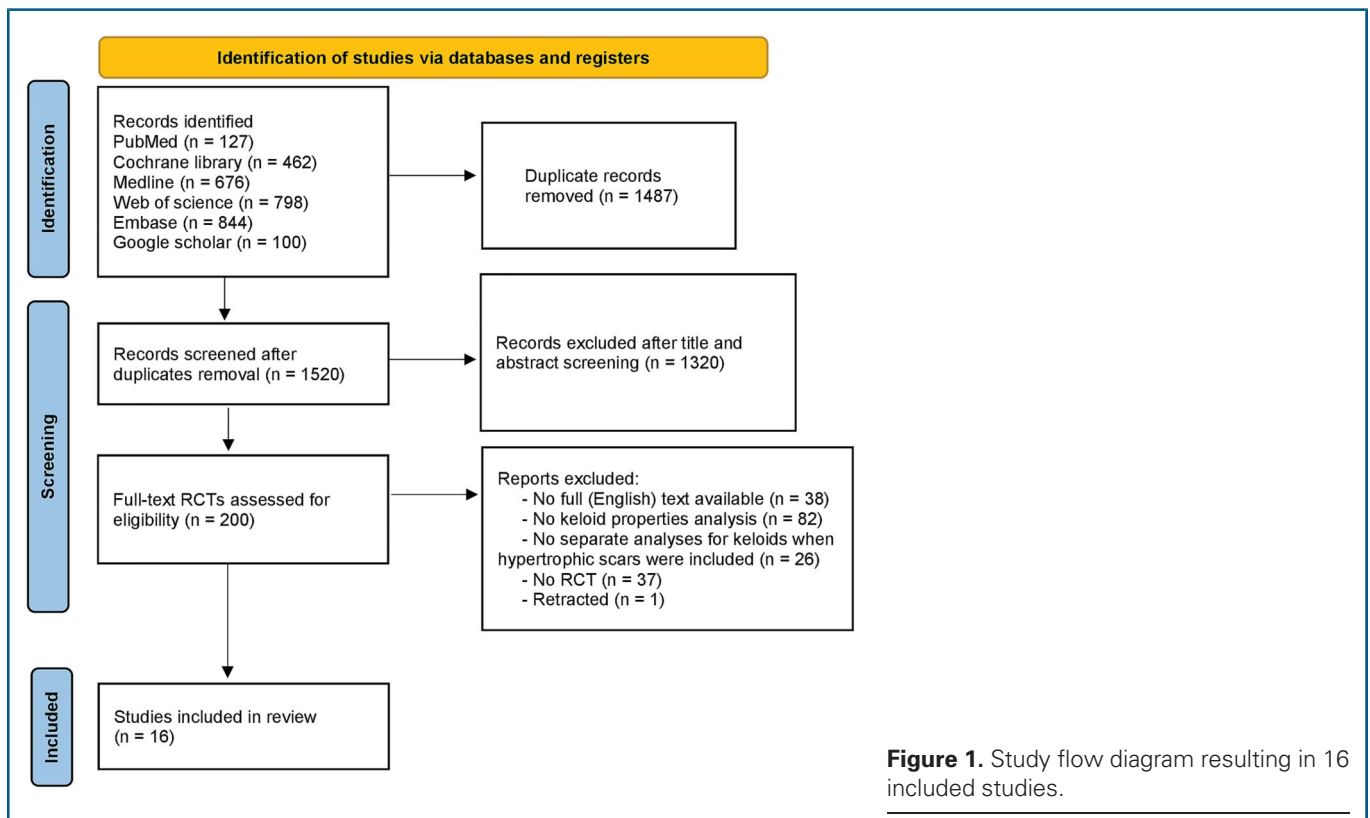 Identification of studies via databases and registers
Identification
Records identified
PubMed (n = 127)
Cochrane library (n = 462)
Medline (n = 676)
Web of science (n = 798)
Embase (n = 844)
Google scholar (n = 100)
Duplicate records
removed (n = 1487)
Screening
Records screened after
duplicates removal (n = 1520)
Records excluded after title and
abstract screening (n = 1320)
Full-text RCTs assessed for
eligibility (n = 200)
Reports excluded:
- No full (English) text available (n = 38)
- No keloid properties analysis (n = 82)
- No separate analyses for keloids when
hypertrophic scars were included (n = 26)
- No RCT (n = 37)
- Retracted (n = 1)
Included
Studies included in review
(n = 16)
Figure 1. Study flow diagram resulting in 16
included studies.